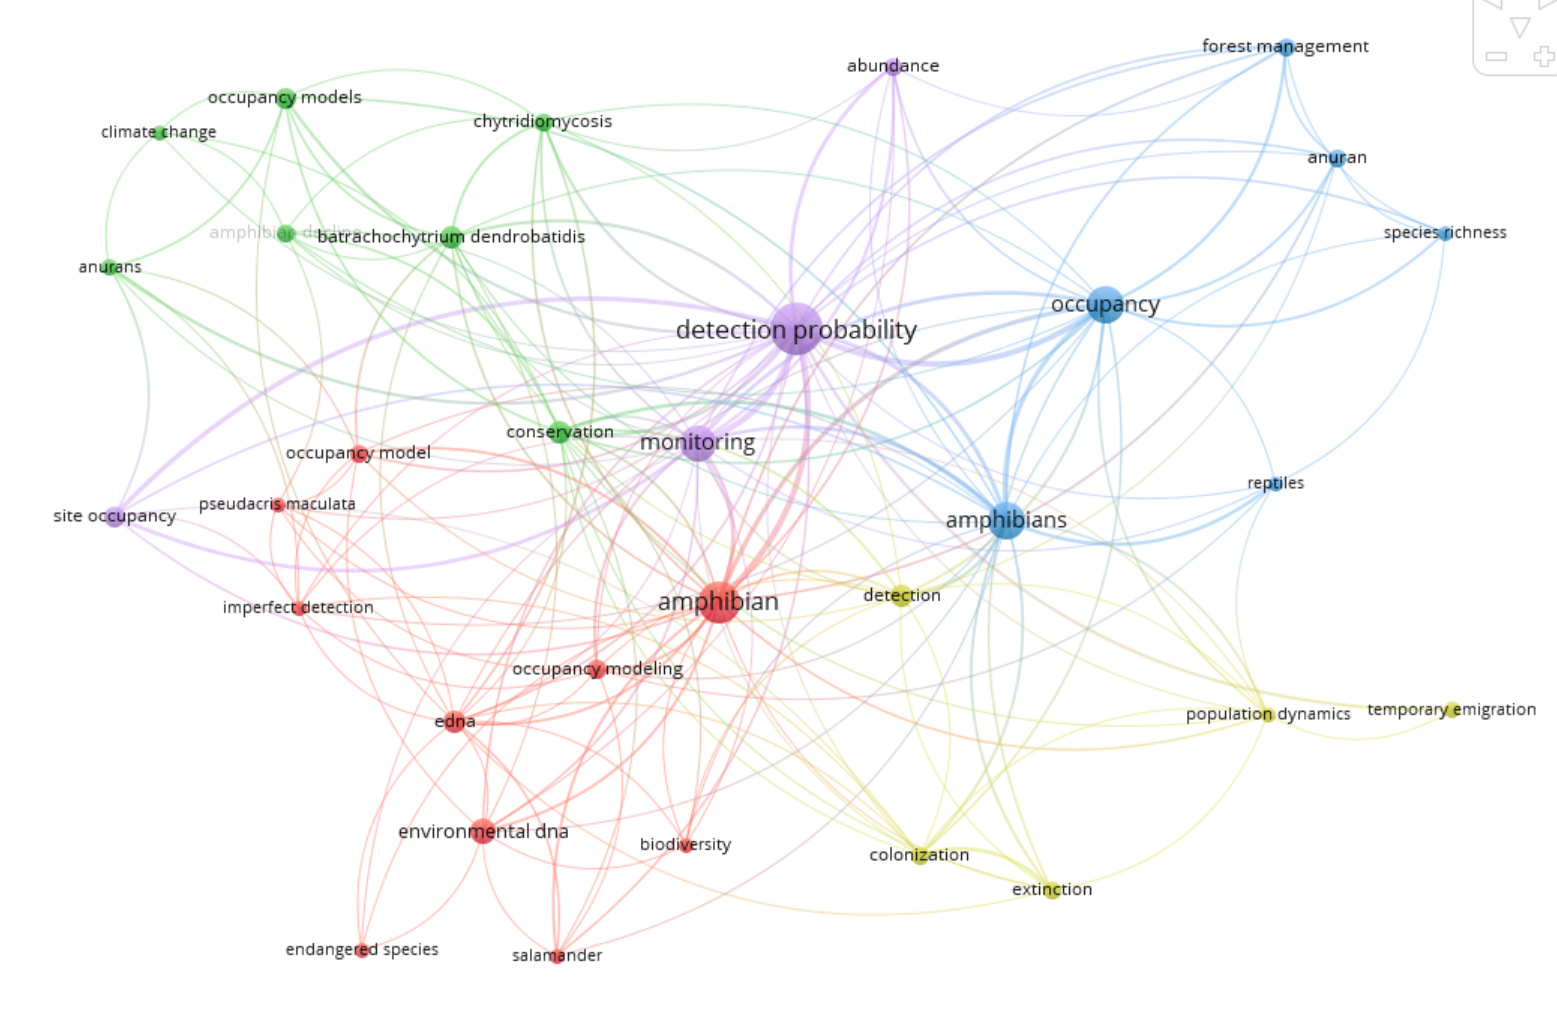 forest management
abundance
occupancy models
chytridiomycosis
climate change
anuran
amphibian decline
batrachochytrium dendrobatidis
species richness
anurans
occupancy
detection probability
conservation
monitoring
occupancy model
reptiles
pseudacris maculata
site occupancy
amphibians
detection
amphibian
imperfect detection
occupancy modeling
edna
population dynamics
temporary emigration
environmental dna
biodiversity
colonization
extinction
endangered species
salamander